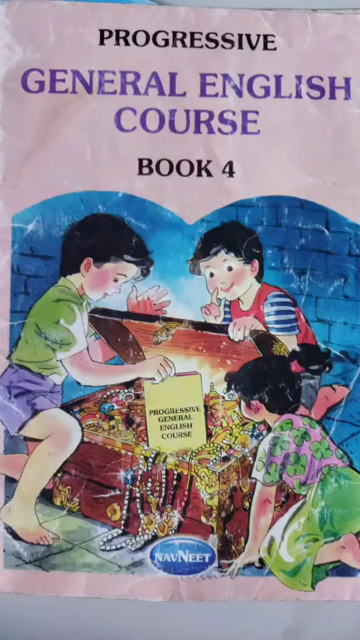 PROGRESSIVE
GENERAL ENGLISH
COURSE
BOOK 4
PROGRESSIVE
GENERAL
ENGLISH
COURSE
NAVNEET